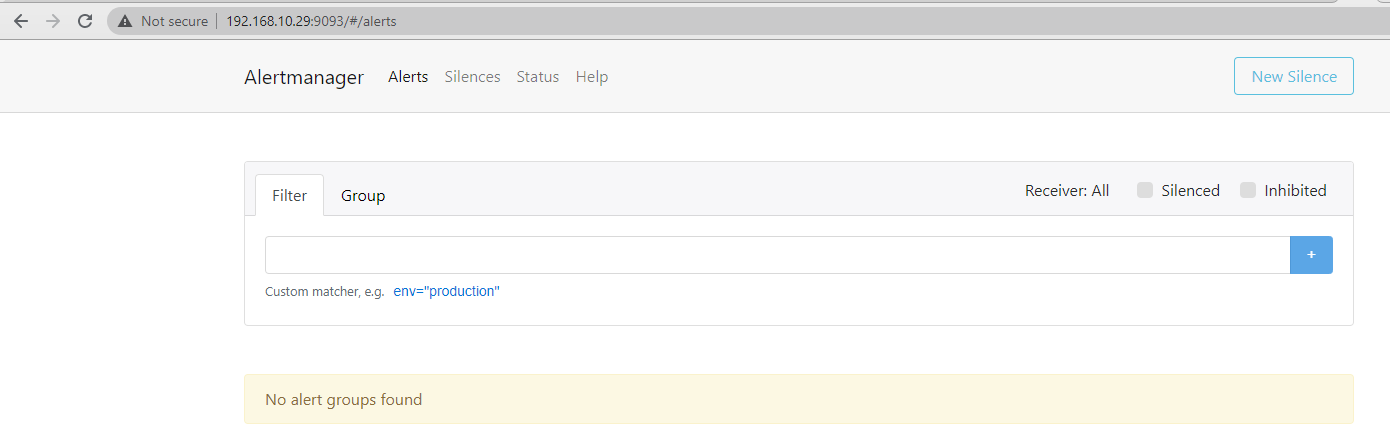 Not secure 192.168.10.29:9093/#/alerts
Alertmanager Alerts Silences Status Help New Silence
Filter Group Receiver: All Silenced Inhibited
+
Custom matcher, e.g. env="production"
No alert groups found